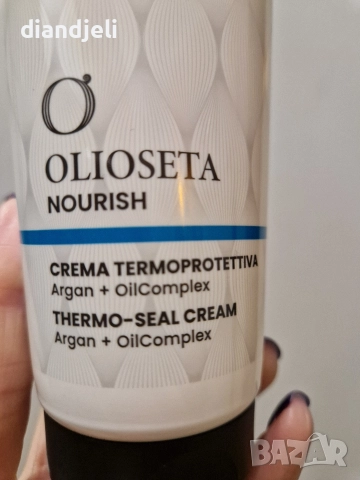 diandjeli
OLIOSETA
NOURISH
CREMA TERMOPROTETTIVA
Argan + OilComplex
THERMO-SEAL CREAM
Argan + OilComplex
BAZAR